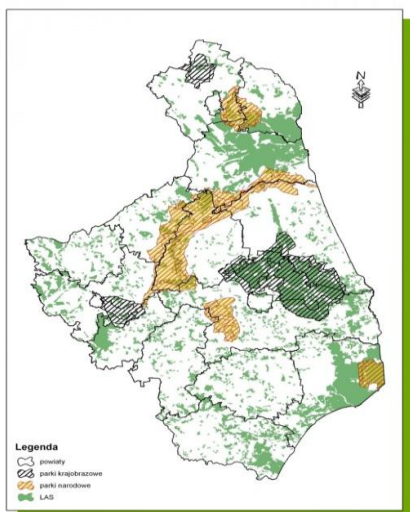 N
Legenda
powiaty
parki krajobrazowe
parki narodowe
LAS